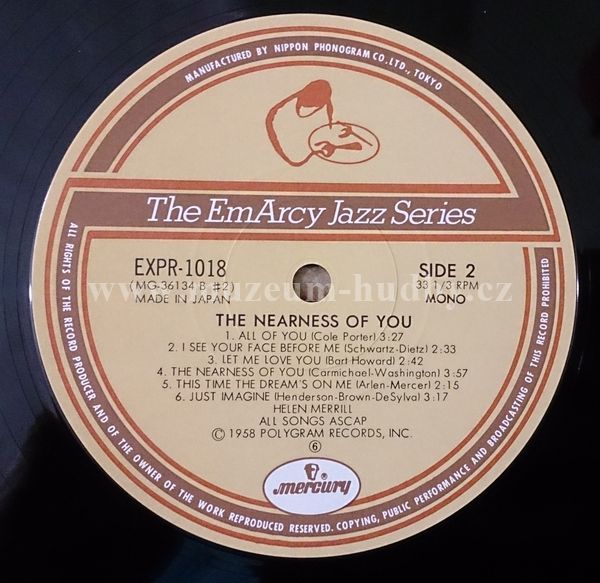 MANUFACTURED BY NIPPON PHONOGRAM CO. LTD., TOKYO
The EmArcy Jazz Series
EXPR-1018
(MG-36134 B #2)
MADE IN JAPAN
SIDE 2
33 1/3 RPM
MONO
THE NEARNESS OF YOU
1. ALL OF YOU (Cole Porter) 3:27
2. I SEE YOUR FACE BEFORE ME (Schwartz-Dietz) 2:33
3. LET ME LOVE YOU (Bart Howard) 2:42
4. THE NEARNESS OF YOU (Carmichael-Washington) 3:57
5. THIS TIME THE DREAM'S ON ME (Arlen-Mercer) 2:15
6. JUST IMAGINE (Henderson-Brown-DeSylva) 3:17
HELEN MERRILL
ALL SONGS ASCAP
Ⓒ 1958 POLYGRAM RECORDS, INC.
⑥
mercury
ALL RIGHTS OF THE RECORD PRODUCER AND OF THE OWNER OF THE WORK REPRODUCED RESERVED. COPYING, PUBLIC PERFORMANCE AND BROADCASTING OF THIS RECORD PROHIBITED
www.muzeum-hudby.cz